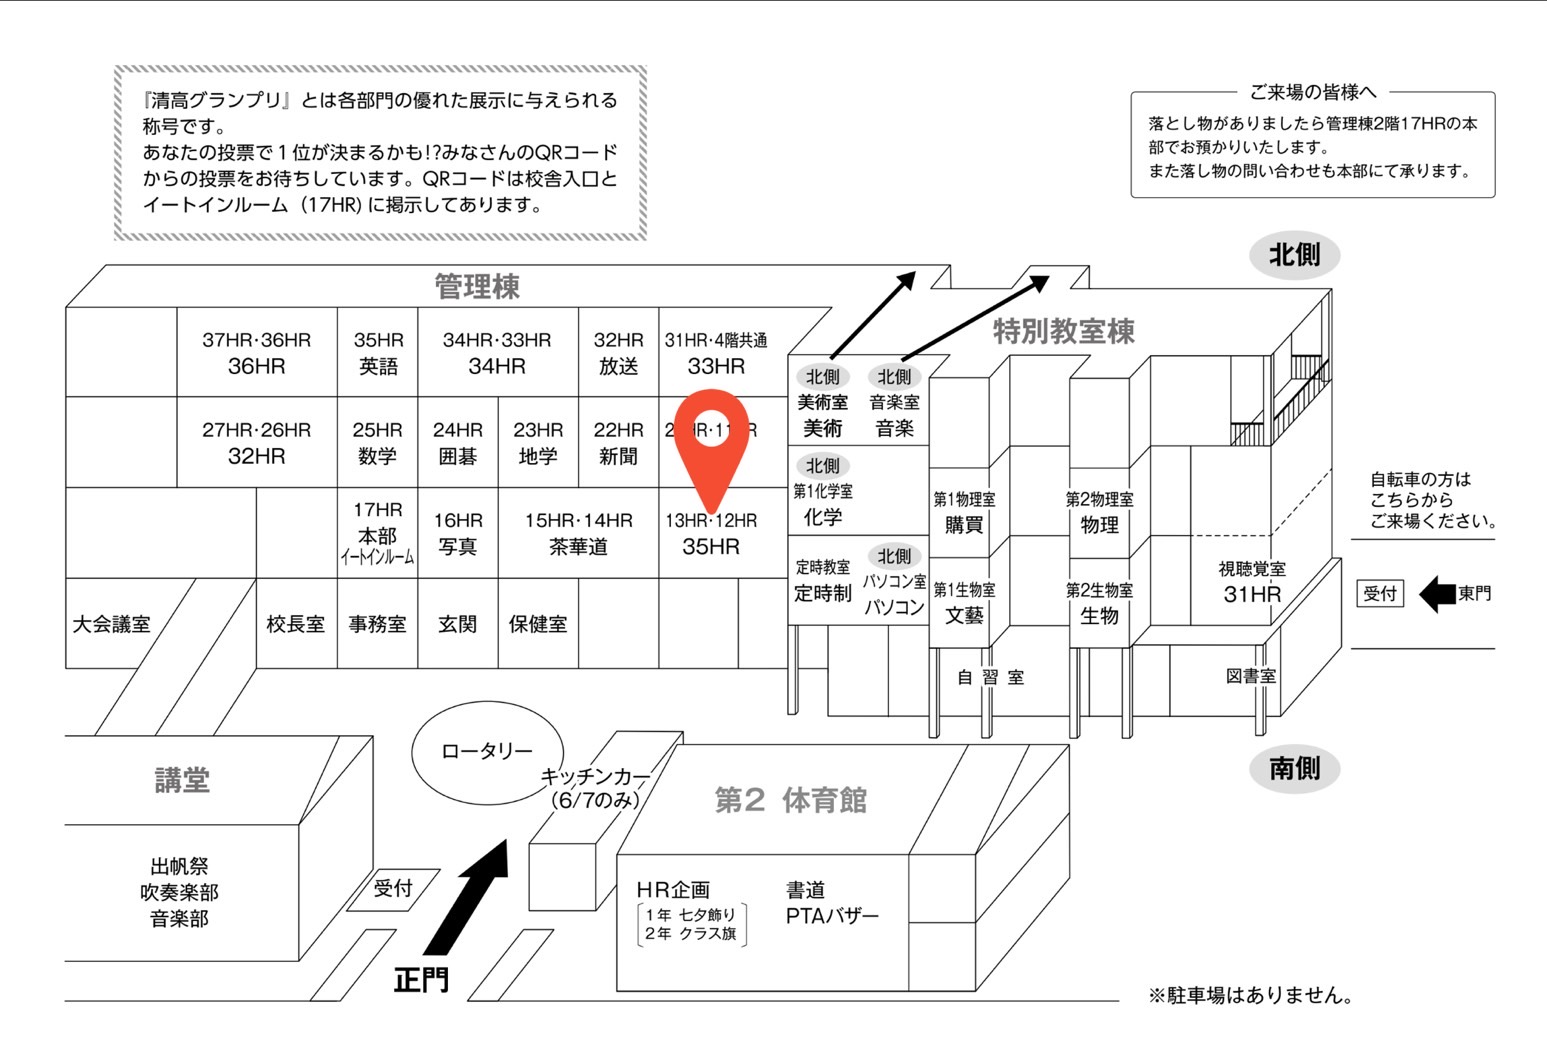 『清高グランプリ』とは各部門の優れた展示に与えられる
称号です。
あなたの投票で1位が決まるかも!?みなさんのQRコード
からの投票をお待ちしています。QRコードは校舎入口と
イートインルーム（17HR)に掲示してあります。
ご来場の皆様へ
落とし物がありましたら管理棟2階17HRの本
部でお預かりいたします。
また落し物の問い合わせも本部にて承ります。
北側
管理棟
特別教室棟
37HR·36HR
36HR
35HR
英語
34HR·33HR
34HR
32HR
放送
31HR·4階共通
33HR
27HR·26HR
32HR
25HR
数学
24HR
囲碁
23HR
地学
22HR
新聞
17HR
本部
イートインルーム
16HR
写真
15HR·14HR
茶華道
13HR·12HR
35HR
大会議室
校長室
事務室
玄関
保健室
北側
美術室
美術
北側
音楽室
音楽
北側
第1化学室
化学
定時教室
定時制
北側
パソコン室
パソコン
第1物理室
購買
第2物理室
物理
第1生物室
文藝
第2生物室
生物
視聴覚室
31HR
自習室
図書室
自転車の方は
こちらから
ご来場ください。
受付
東門
南側
講堂
出帆祭
吹奏楽部
音楽部
ロータリー
キッチンカー
(6/7のみ)
受付
正門
第2 体育館
HR企画
1年 七夕飾り
2年 クラス旗
書道
PTAバザー
※駐車場はありません。